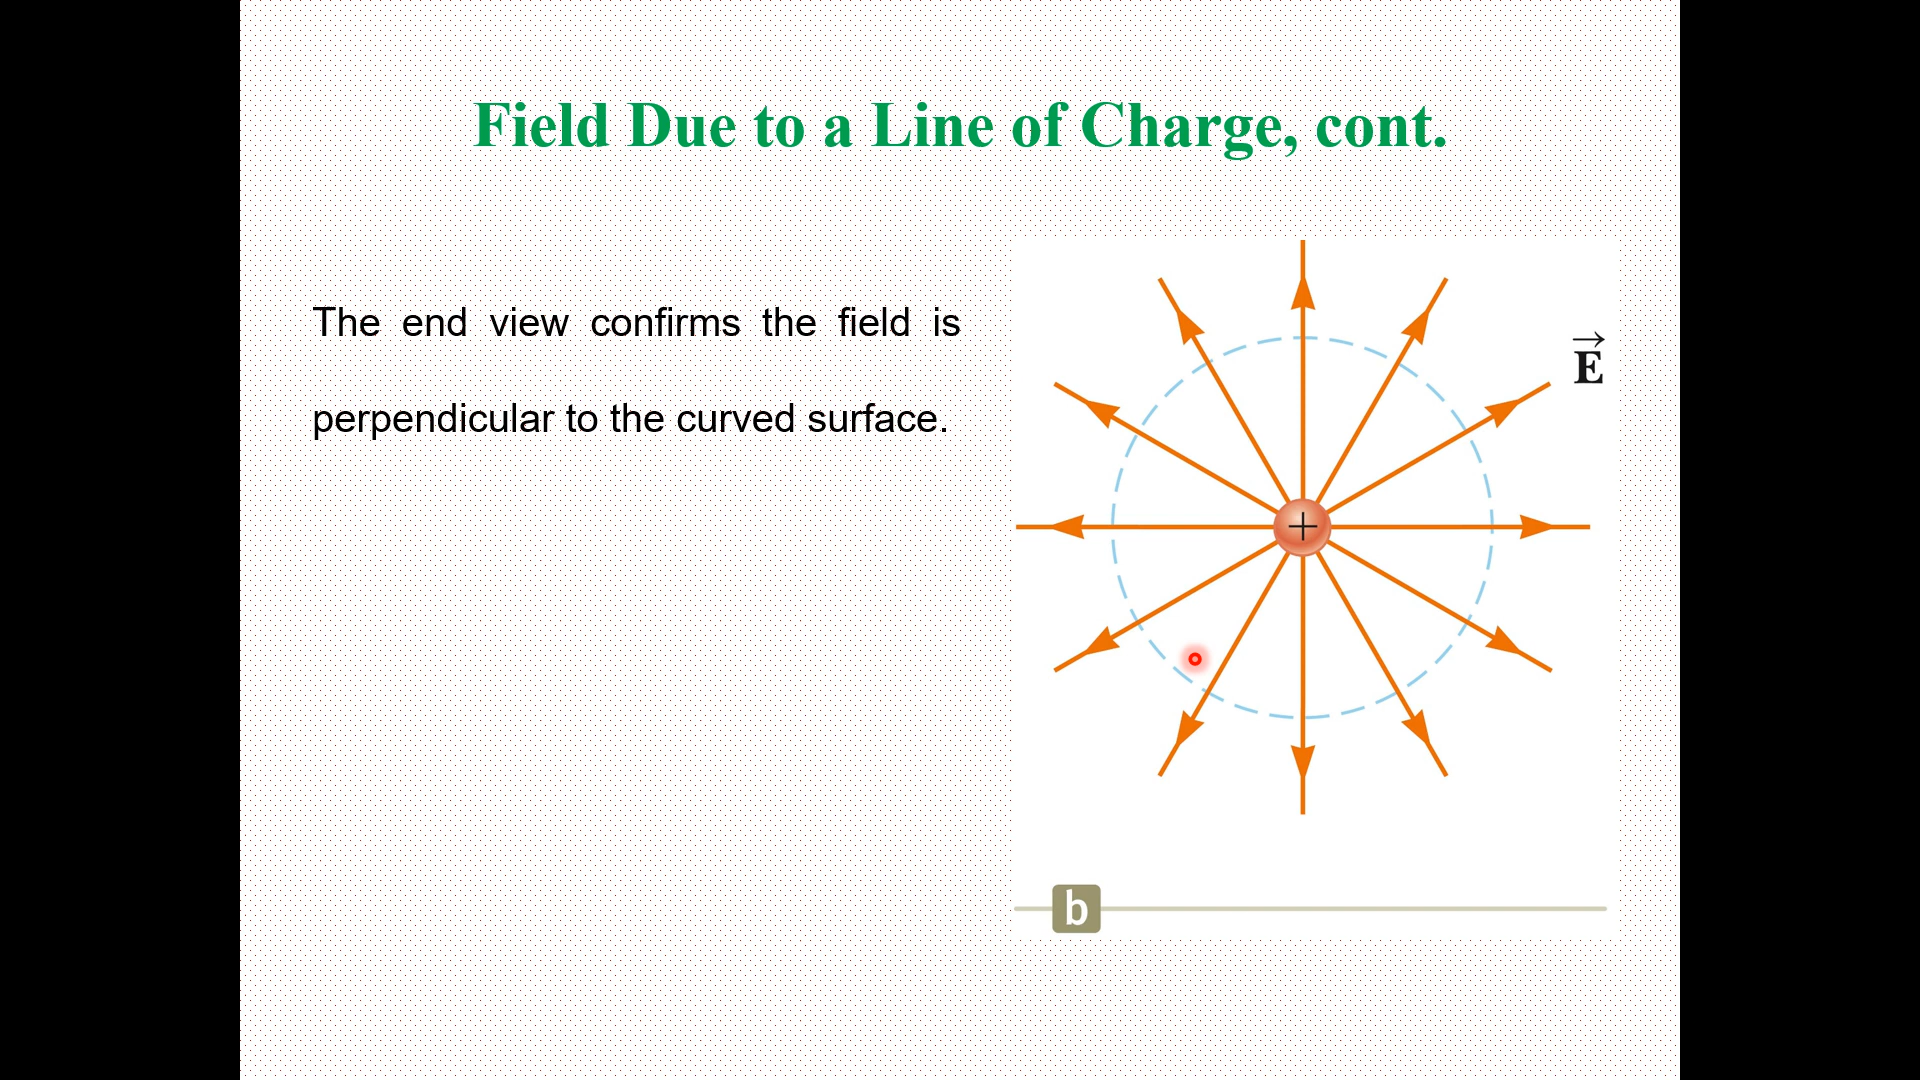 Field Due to a Line of Charge, cont.
The end view confirms the field is
perpendicular to the curved surface.
E⃗
+
b